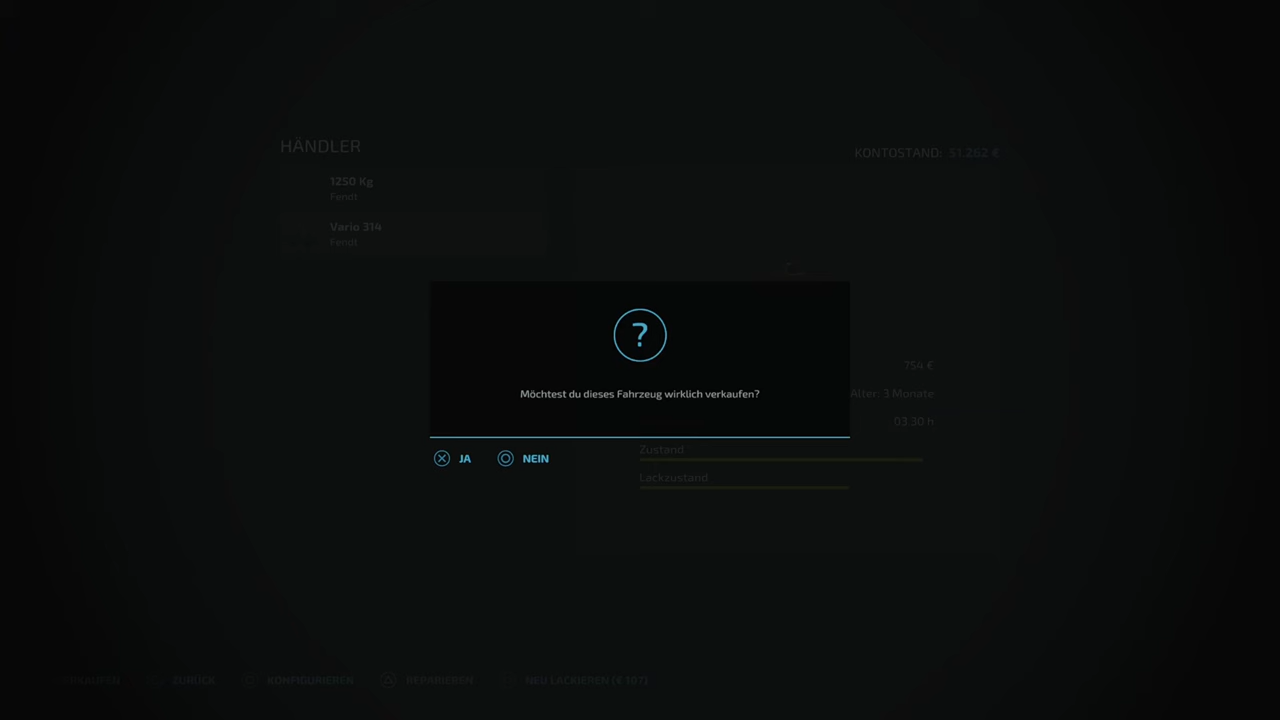 HÄNDLER
KONTOSTAND: 51.262 €
1250 Kg
Fendt
Vario 314
Fendt
754 €
Möchtest du dieses Fahrzeug wirklich verkaufen?
Alter: 3 Monate
03:30 h
Zustand
JA NEIN
Lackzustand
VERKAUFEN ZURÜCK KONFIGURIEREN REPARIEREN NEU LACKIEREN (€ 107)